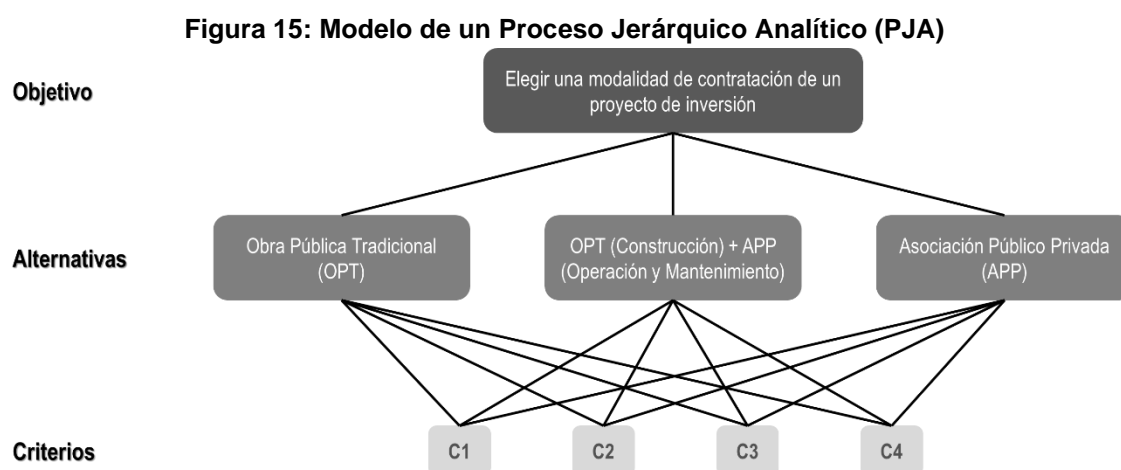 Figura 15: Modelo de un Proceso Jerárquico Analítico (PJA)
Objetivo
Elegir una modalidad de contratación de un
proyecto de inversión
Alternativas
Obra Pública Tradicional
(OPT)
OPT (Construcción) + APP
(Operación y Mantenimiento)
Asociación Público Privada
(APP)
Criterios
C1
C2
C3
C4